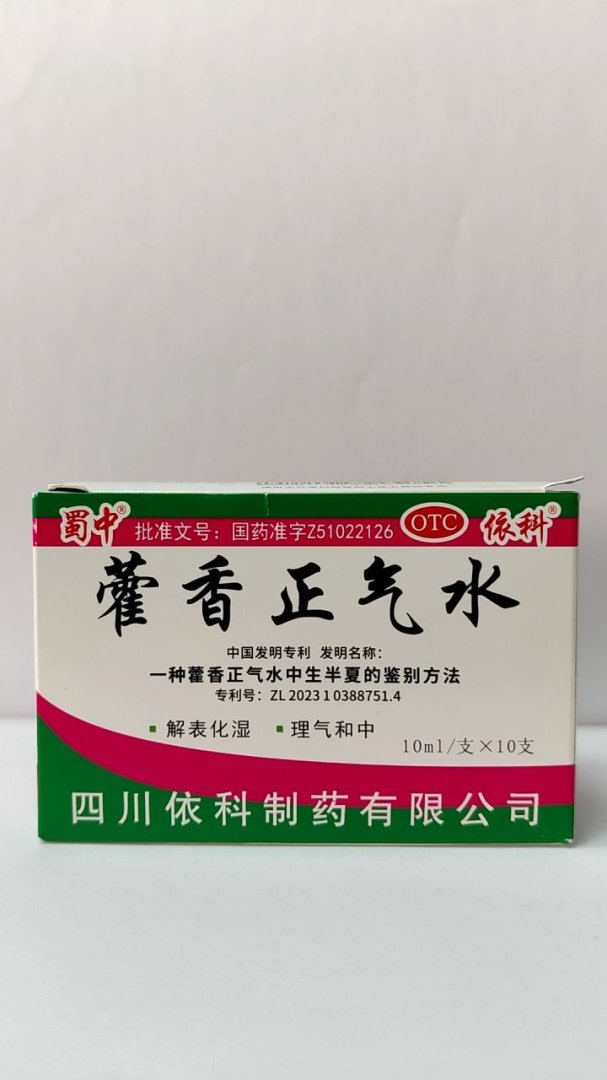 蜀中® 批准文号：国药准字Z51022126 OTC 依科®
藿香正气水
中国发明专利 发明名称：
一种藿香正气水中生半夏的鉴别方法
专利号：ZL 2023 1 0388751.4
▪ 解表化湿 ▪ 理气和中
10ml/支×10支
四川依科制药有限公司